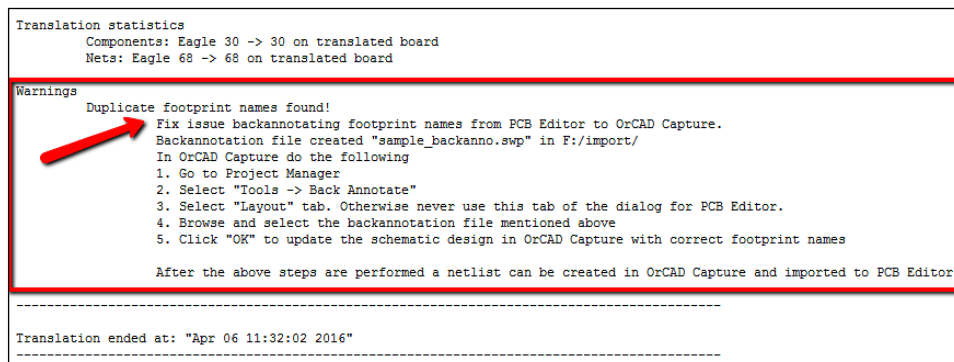 Translation statistics
Components: Eagle 30 -> 30 on translated board
Nets: Eagle 68 -> 68 on translated board
Warnings
Duplicate footprint names found!
Fix issue backannotating footprint names from PCB Editor to OrCAD Capture.
Backannotation file created "sample_backanno.swp" in F:/import/
In OrCAD Capture do the following
1. Go to Project Manager
2. Select "Tools -> Back Annotate"
3. Select "Layout" tab. Otherwise never use this tab of the dialog for PCB Editor.
4. Browse and select the backannotation file mentioned above
5. Click "OK" to update the schematic design in OrCAD Capture with correct footprint names
After the above steps are performed a netlist can be created in OrCAD Capture and imported to PCB Editor
Translation ended at: "Apr 06 11:32:02 2016"